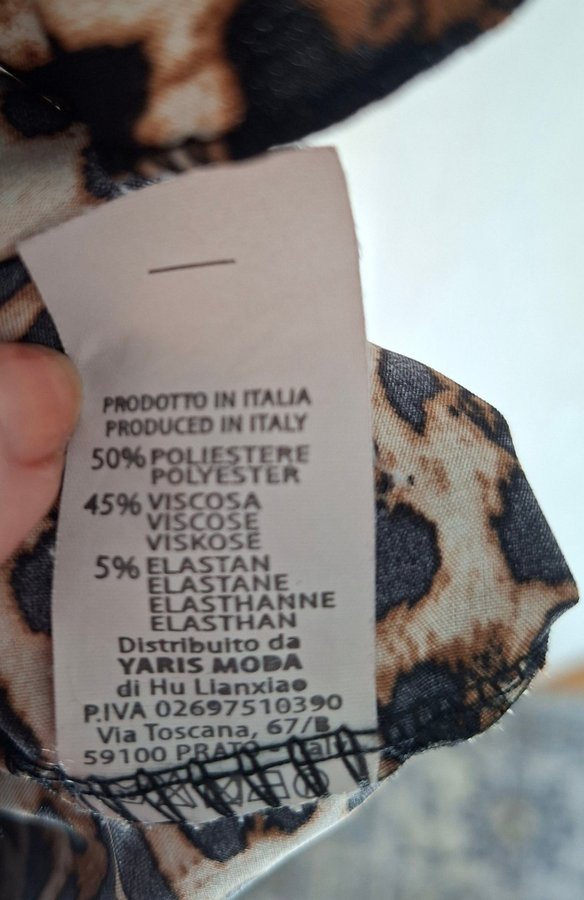 PRODOTTO IN ITALIA
PRODUCED IN ITALY
50% POLIESTERE
POLYESTER
45% VISCOSA
VISCOSE
VISKOSE
5% ELASTAN
ELASTANE
ELASTHANNE
ELASTHAN
Distribuito da
YARIS MODA
di Hu Lianxiao
P.IVA 02697510390
Via Toscana, 67/B
59100 PRATO Italy